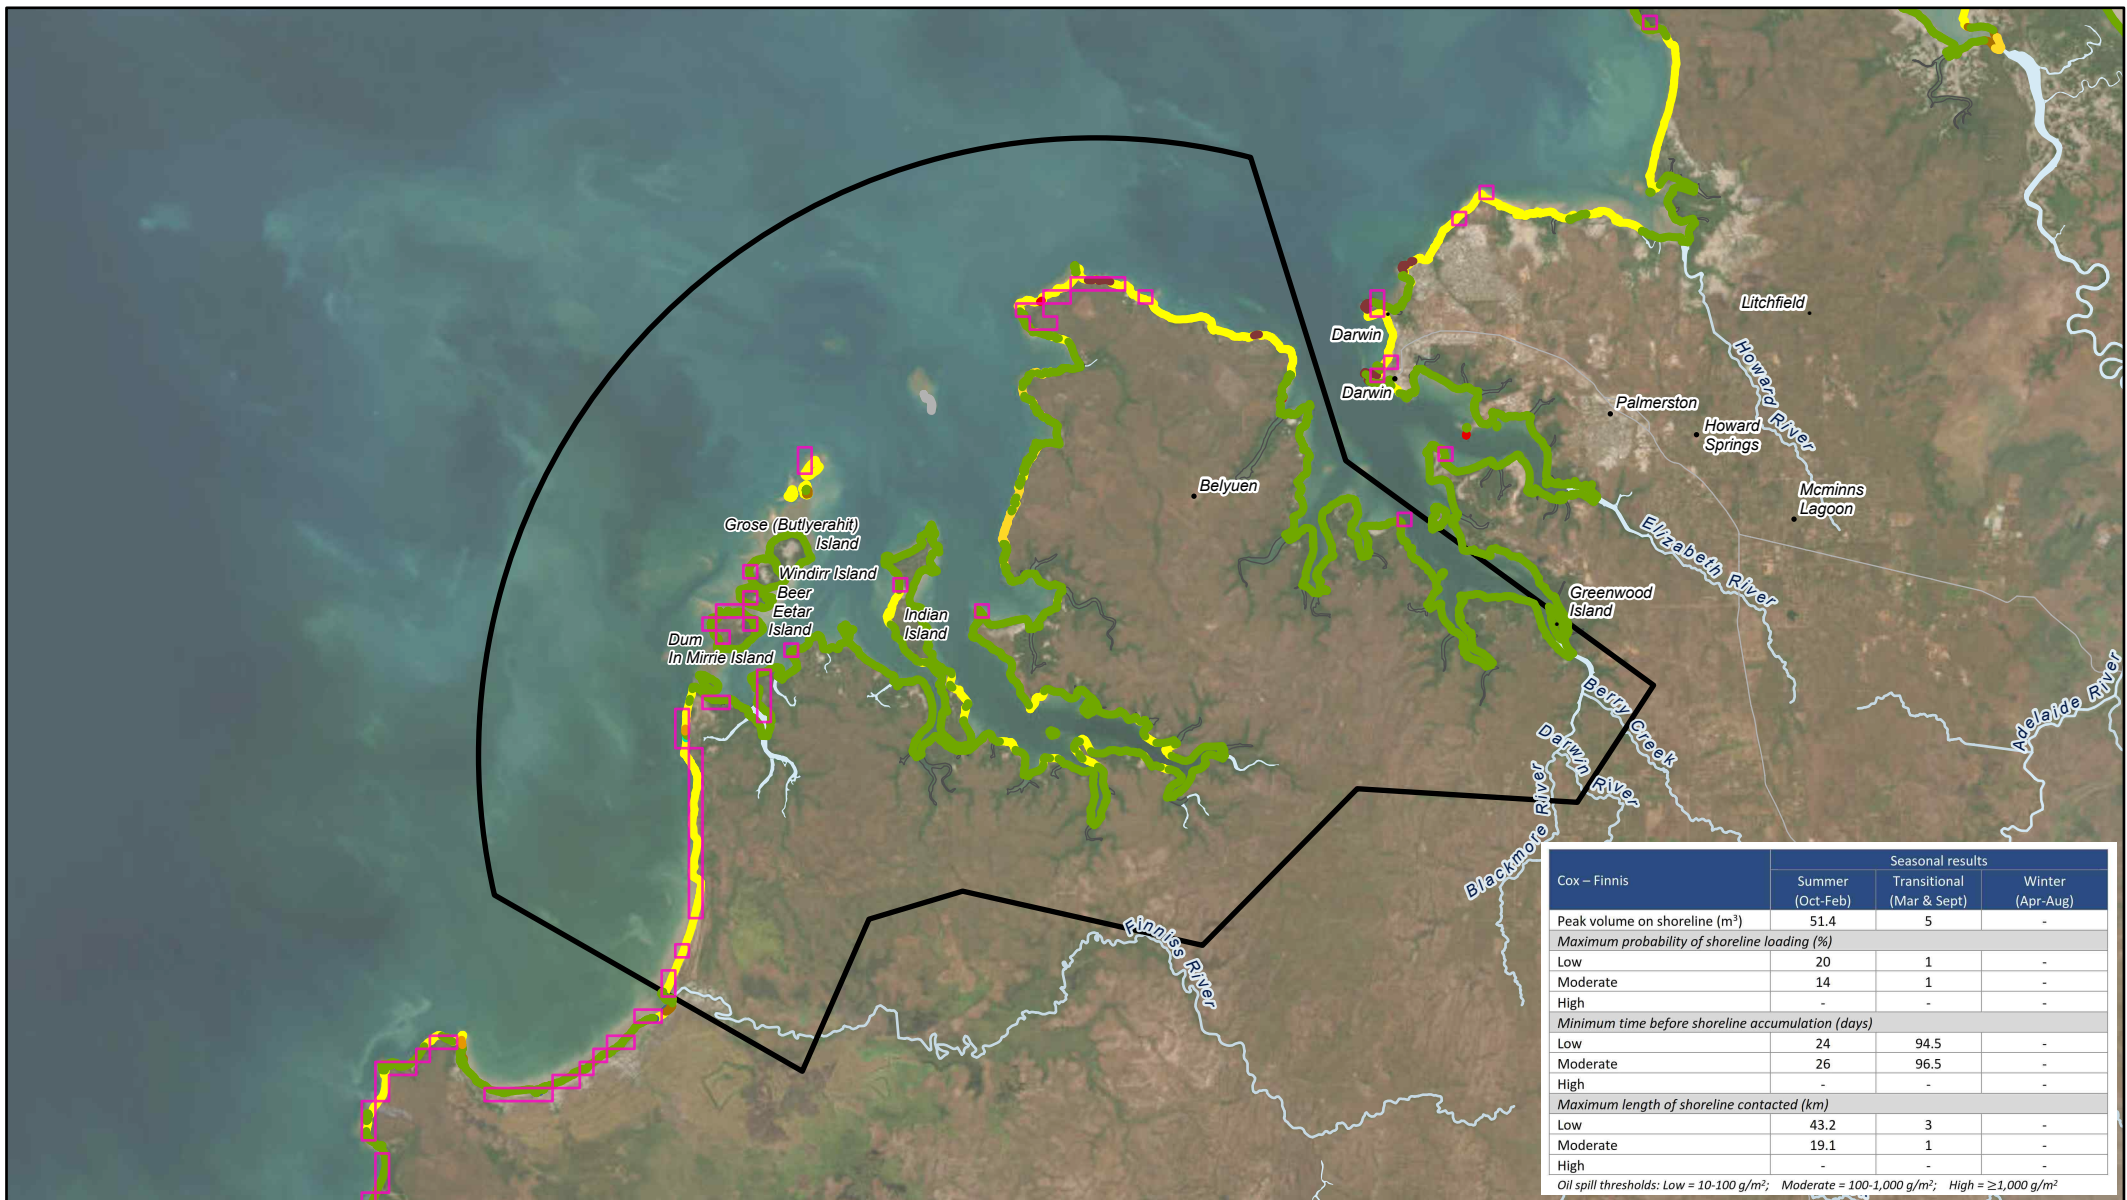 Litchfield
Darwin
Howard River
Darwin
Palmerston
Howard
Springs
Belyuen
Mcminns
Lagoon
Grose (Butlyerahit)
Island
Elizabeth River
Windirr Island
Beer
Eetar
Island
Indian
Island
Greenwood
Island
Dum
In Mirrie Island
Berry Creek
Adelaide River
Darwin River
Blackmore River
Finniss River
Cox – Finnis
Seasonal results
Summer (Oct-Feb) Transitional (Mar & Sept) Winter (Apr-Aug)
Peak volume on shoreline (m³) 51.4 5 -
Maximum probability of shoreline loading (%)
Low 20 1 -
Moderate 14 1 -
High - - -
Minimum time before shoreline accumulation (days)
Low 24 94.5 -
Moderate 26 96.5 -
High - - -
Maximum length of shoreline contacted (km)
Low 43.2 3 -
Moderate 19.1 1 -
High - - -
Oil spill thresholds: Low = 10-100 g/m²; Moderate = 100-1,000 g/m²; High = ≥1,000 g/m²